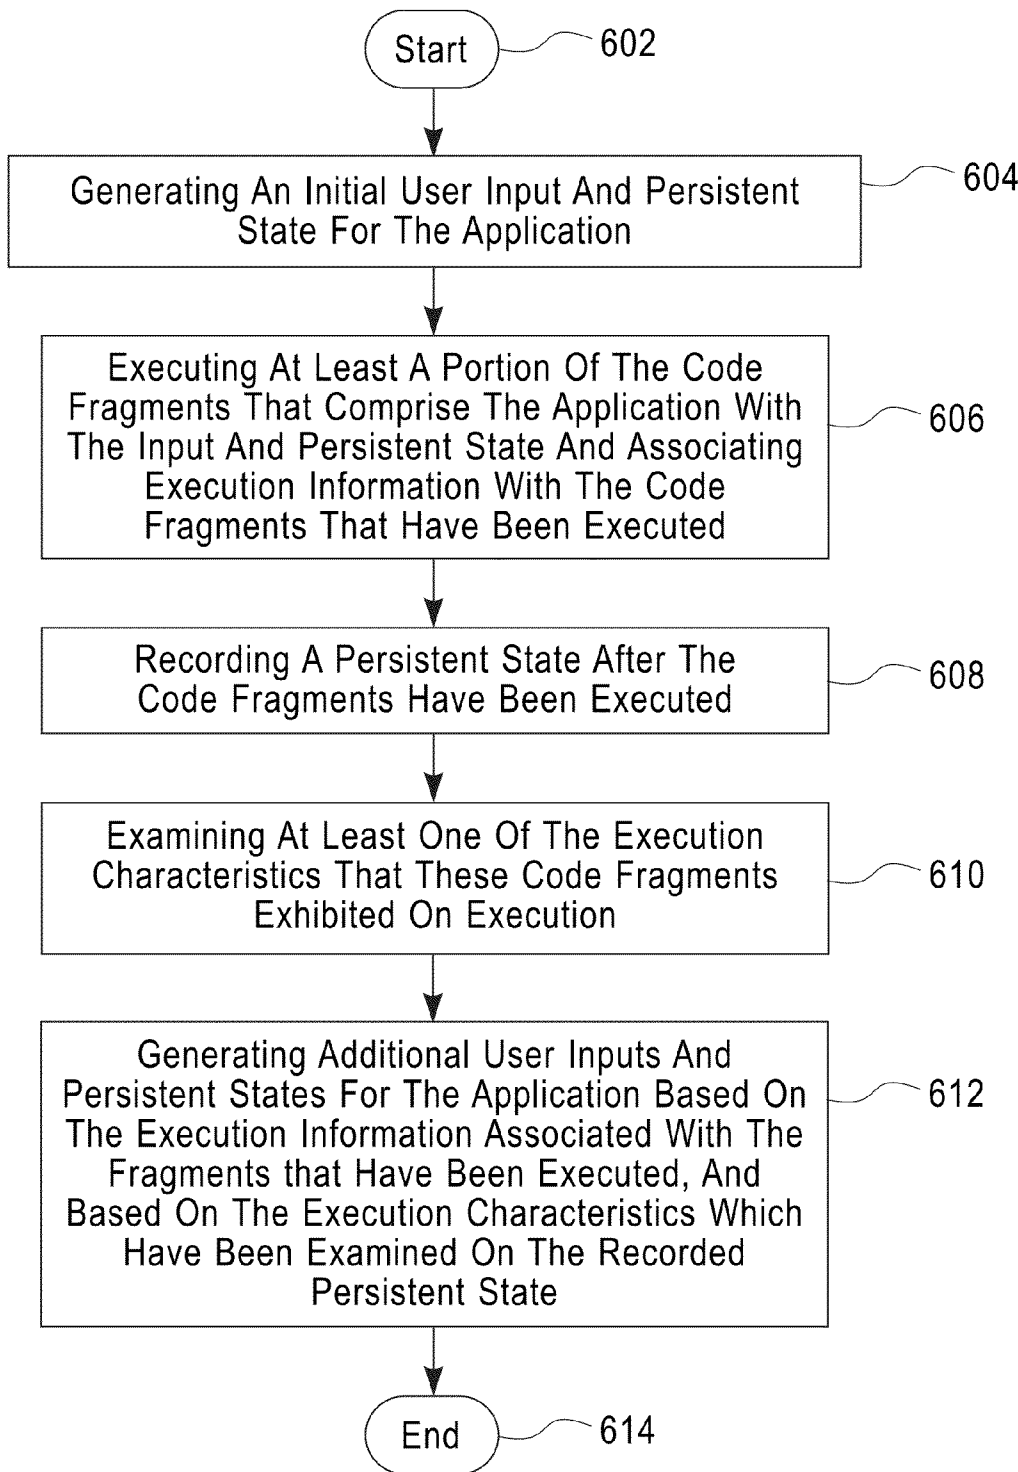 Start
602
Generating An Initial User Input And Persistent
State For The Application
604
Executing At Least A Portion Of The Code
Fragments That Comprise The Application With
The Input And Persistent State And Associating
Execution Information With The Code
Fragments That Have Been Executed
606
Recording A Persistent State After The
Code Fragments Have Been Executed
608
Examining At Least One Of The Execution
Characteristics That These Code Fragments
Exhibited On Execution
610
Generating Additional User Inputs And
Persistent States For The Application Based On
The Execution Information Associated With The
Fragments that Have Been Executed, And
Based On The Execution Characteristics Which
Have Been Examined On The Recorded
Persistent State
612
End
614